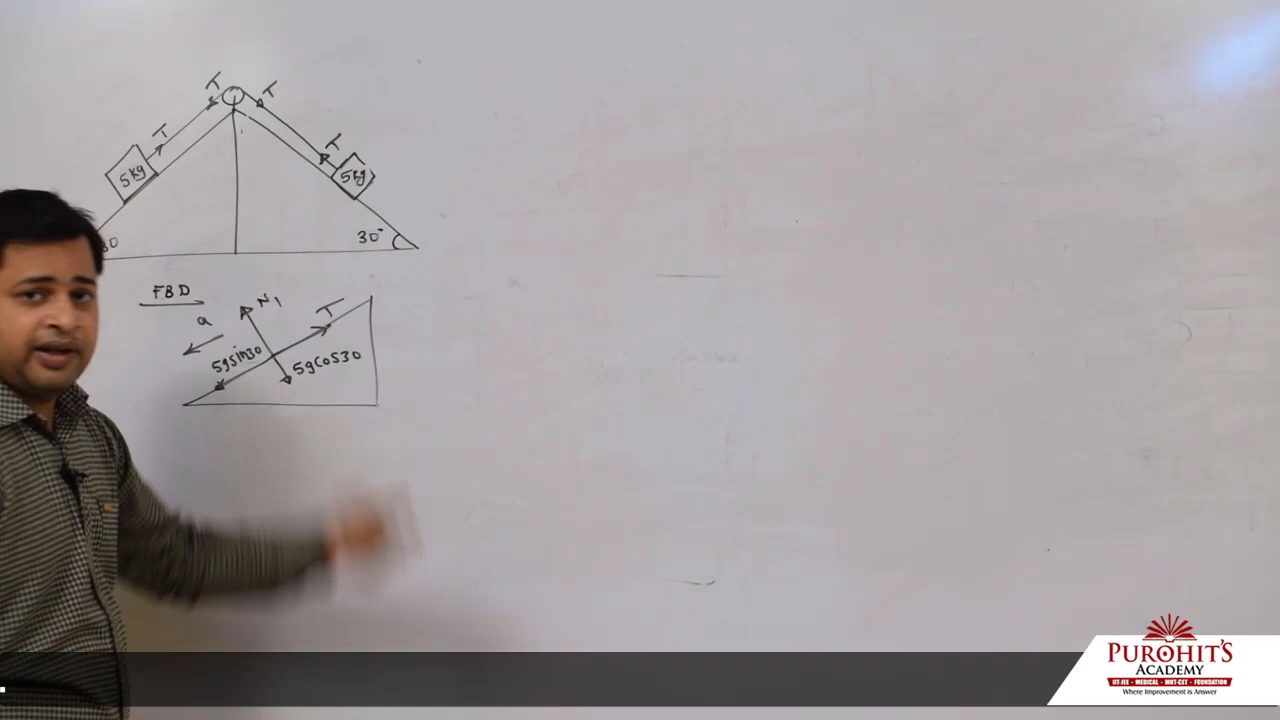 T T
T T
5kg 5kg
30 30°
FBD
a N1 T
5gsin30 5gcos30
PUROHIT'S
ACADEMY
IIT-JEE - MEDICAL - MHT-CET - FOUNDATION
Where Improvement is Answer